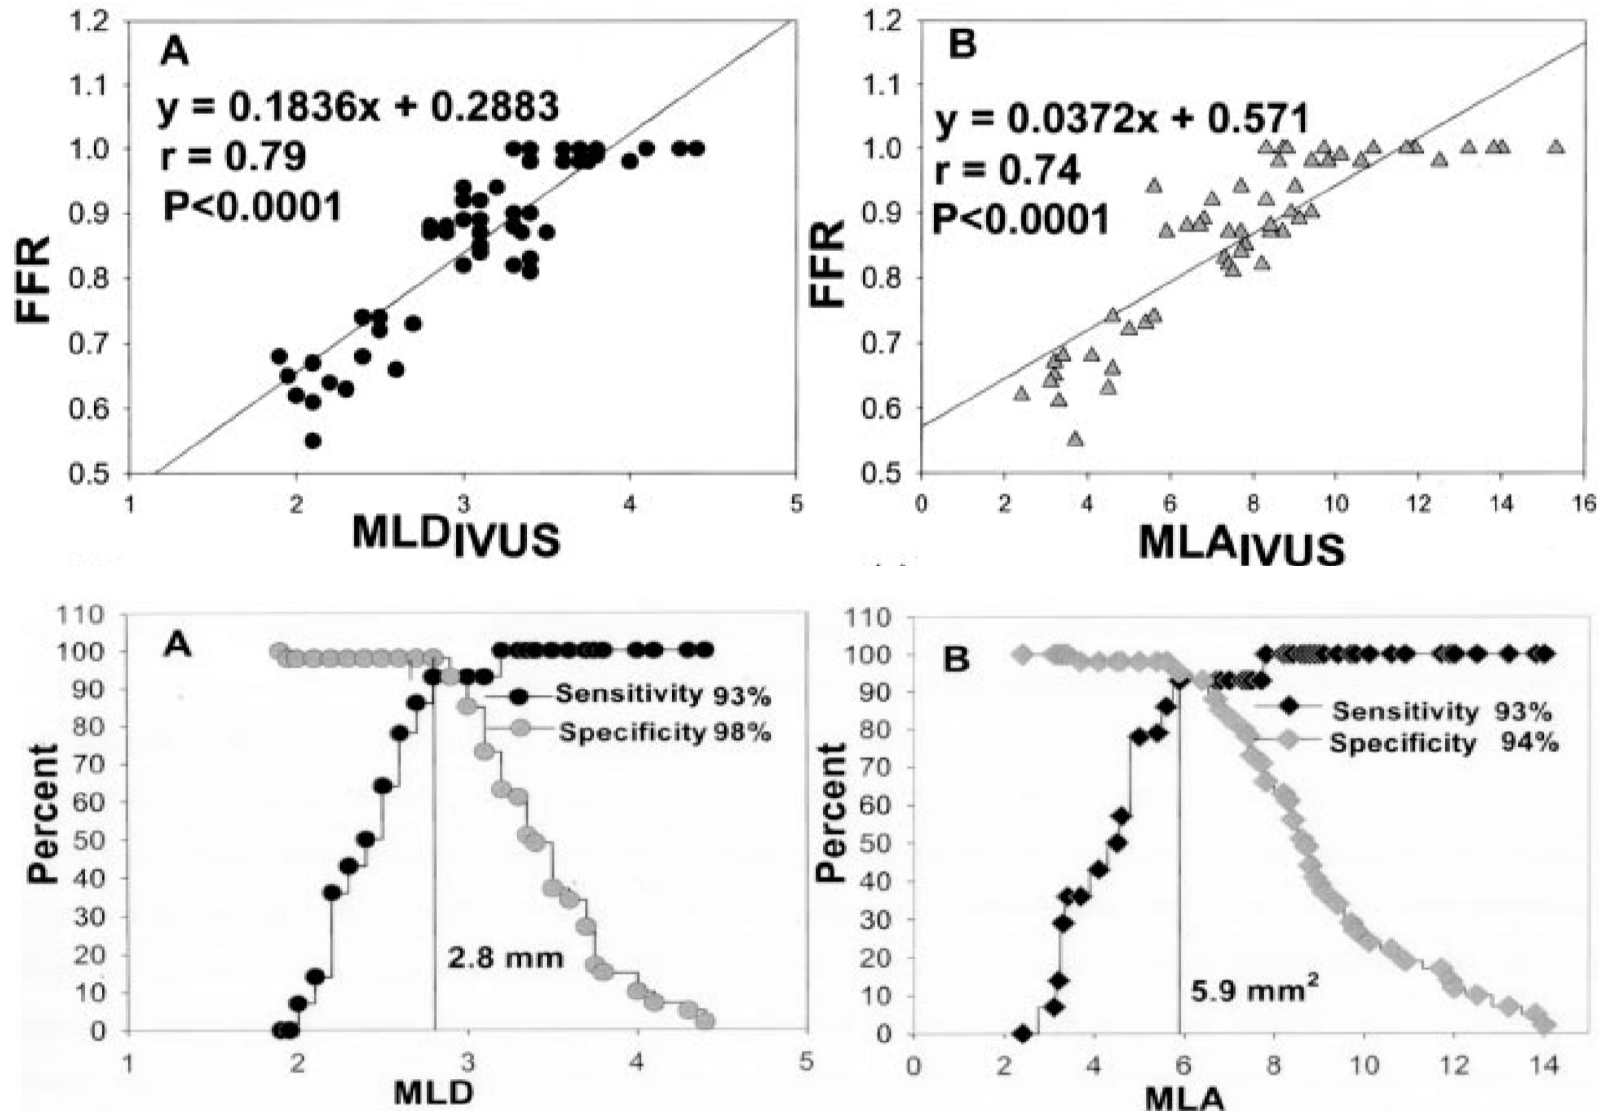 A
y = 0.1836x + 0.2883
r = 0.79
P<0.0001
FFR
1.2
1.1
1.0
0.9
0.8
0.7
0.6
0.5
1 2 3 4 5
MLD IVUS
B
y = 0.0372x + 0.571
r = 0.74
P<0.0001
FFR
1.2
1.1
1.0
0.9
0.8
0.7
0.6
0.5
0 2 4 6 8 10 12 14 16
MLA IVUS
A
Percent
110
100
90
80
70
60
50
40
30
20
10
0
Sensitivity 93%
Specificity 98%
2.8 mm
1 2 3 4 5
MLD
B
Percent
110
100
90
80
70
60
50
40
30
20
10
0
Sensitivity 93%
Specificity 94%
5.9 mm²
0 2 4 6 8 10 12 14
MLA